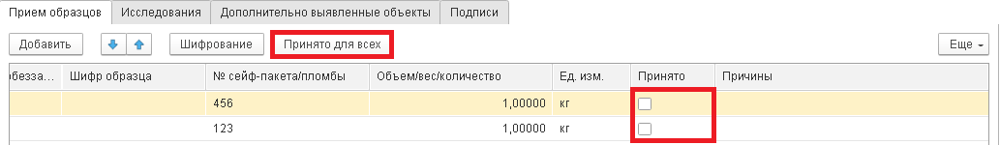 Прием образцов Исследования Дополнительно выявленные объекты Подписи
Добавить Шифрование Принято для всех Еще
обезза... Шифр образца № сейф-пакета/пломбы Объем/вес/количество Ед. изм. Принято Причины
456 1,00000 кг
123 1,00000 кг